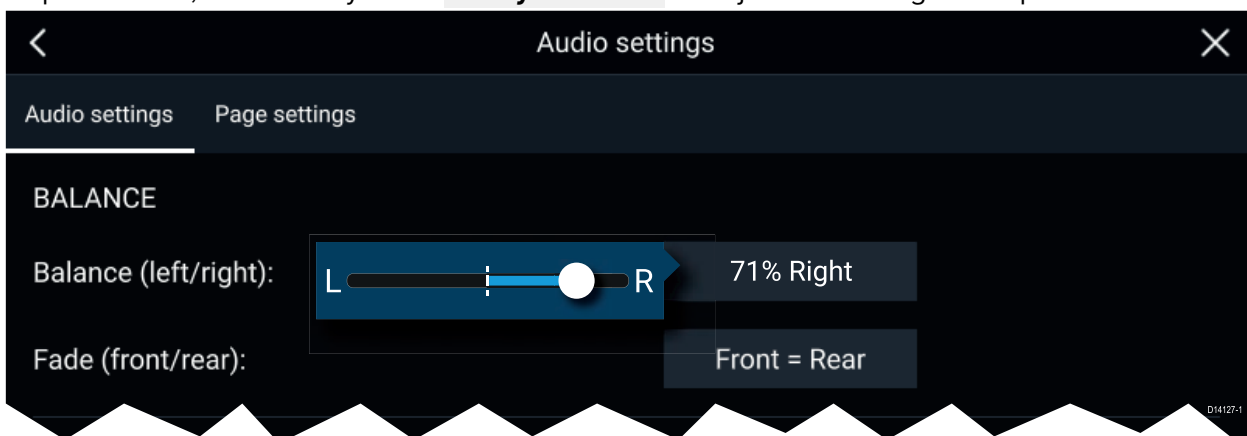 Audio settings
Audio settings Page settings
BALANCE
Balance (left/right): L R 71% Right
Fade (front/rear): Front = Rear
D14127-1